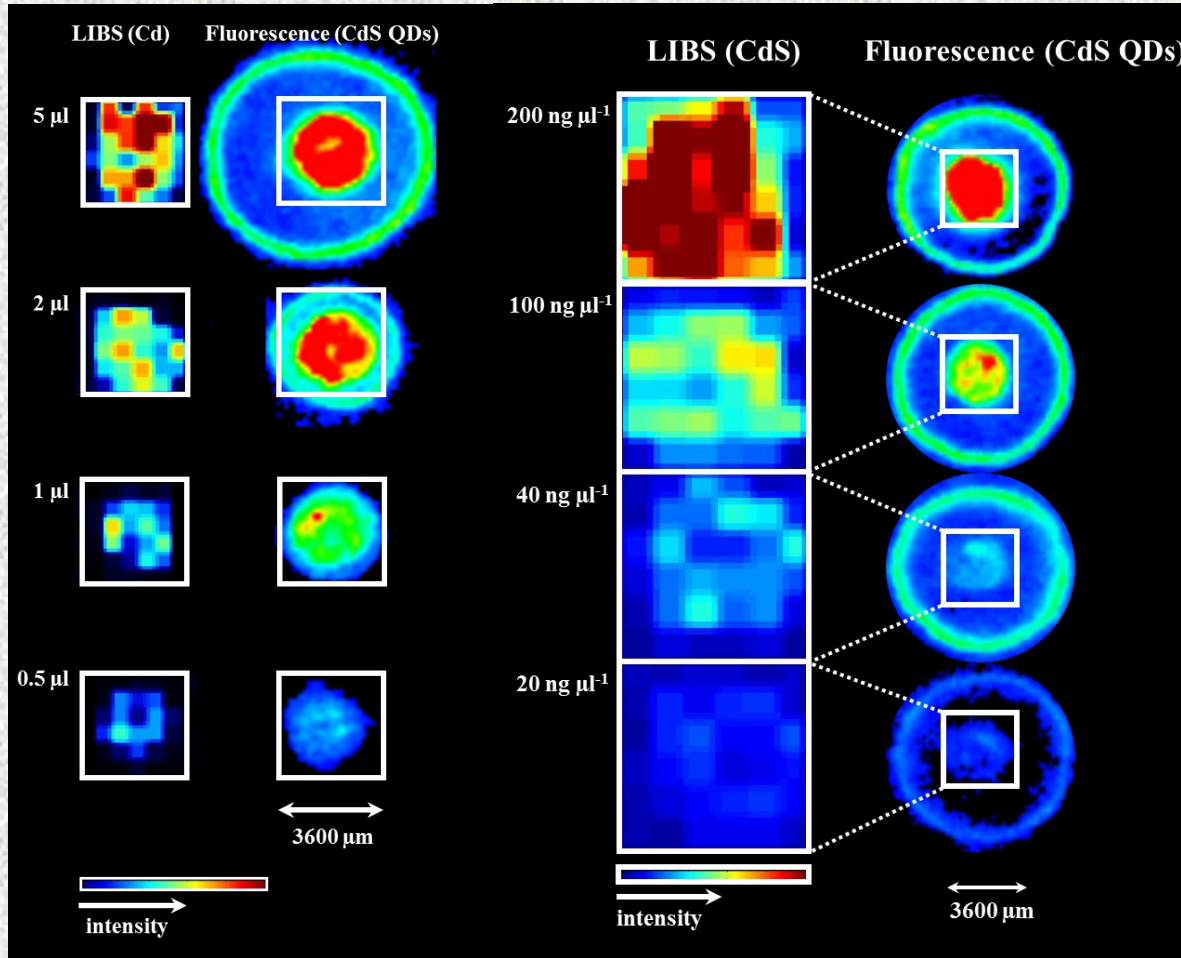 LIBS (Cd)
Fluorescence (CdS QDs)
5 µl
2 µl
1 µl
0.5 µl
3600 µm
intensity
LIBS (CdS)
Fluorescence (CdS QDs)
200 ng µl⁻¹
100 ng µl⁻¹
40 ng µl⁻¹
20 ng µl⁻¹
intensity
3600 µm